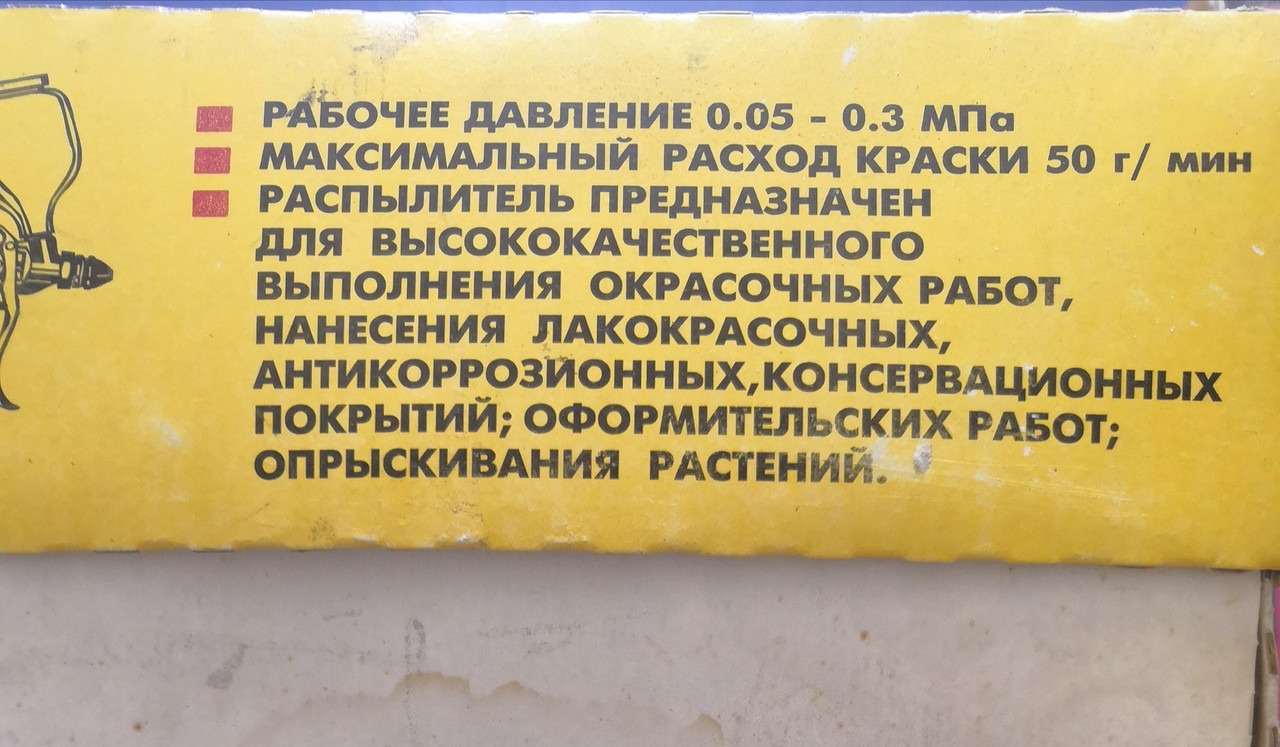 РАБОЧЕЕ ДАВЛЕНИЕ 0.05 - 0.3 МПа
МАКСИМАЛЬНЫЙ РАСХОД КРАСКИ 50 г/ мин
РАСПЫЛИТЕЛЬ ПРЕДНАЗНАЧЕН
ДЛЯ ВЫСОКОКАЧЕСТВЕННОГО
ВЫПОЛНЕНИЯ ОКРАСОЧНЫХ РАБОТ,
НАНЕСЕНИЯ ЛАКОКРАСОЧНЫХ,
АНТИКОРРОЗИОННЫХ,КОНСЕРВАЦИОННЫХ
ПОКРЫТИЙ; ОФОРМИТЕЛЬСКИХ РАБОТ;
ОПРЫСКИВАНИЯ РАСТЕНИЙ.